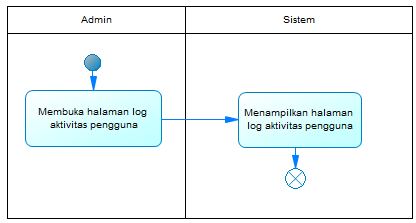 Admin
Sistem
Membuka halaman log
aktivitas pengguna
Menampilkan halaman
log aktivitas pengguna